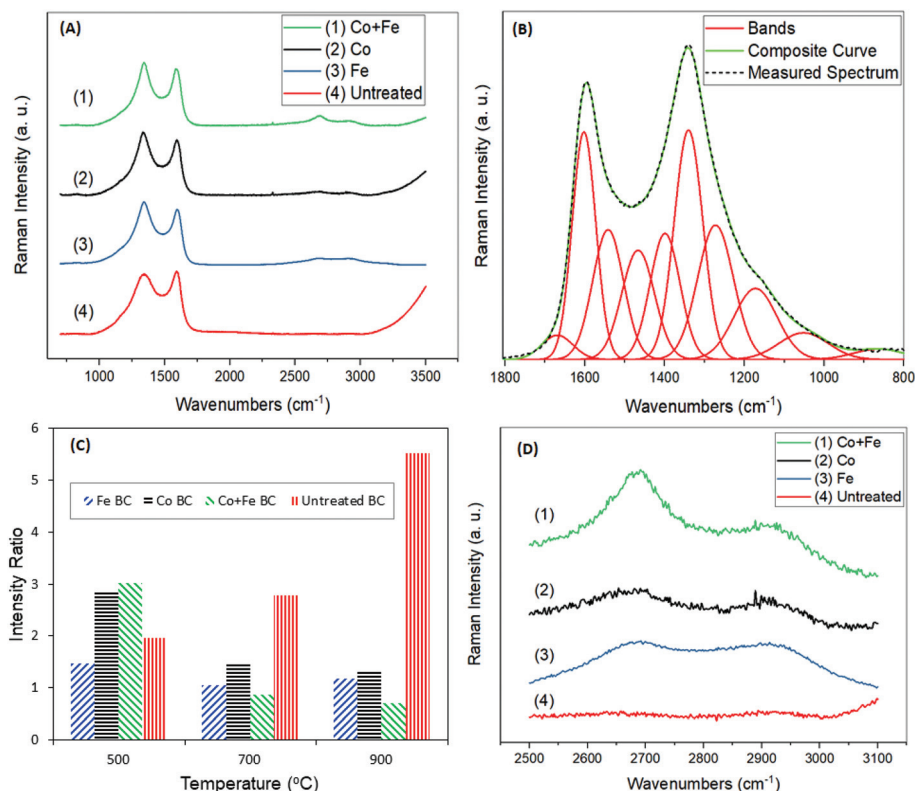 (A)
(1) Co+Fe
(2) Co
(3) Fe
(4) Untreated
(1)
(2)
(3)
(4)
Raman Intensity (a. u.)
1000 1500 2000 2500 3000 3500
Wavenumbers (cm⁻¹)
(B)
Bands
Composite Curve
Measured Spectrum
Raman Intensity (a. u.)
1800 1600 1400 1200 1000 800
Wavenumbers (cm⁻¹)
(C)
Fe BC Co BC Co+Fe BC Untreated BC
Intensity Ratio
6
5
4
3
2
1
0
500 700 900
Temperature (°C)
(D)
(1) Co+Fe
(2) Co
(3) Fe
(4) Untreated
(1)
(2)
(3)
(4)
Raman Intensity (a. u.)
2500 2600 2700 2800 2900 3000 3100
Wavenumbers (cm⁻¹)